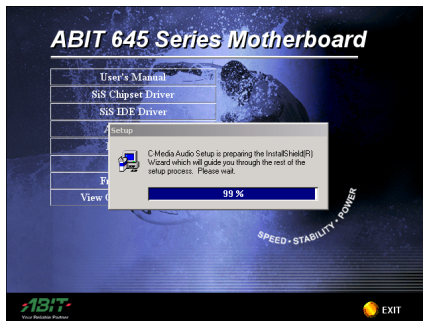 ABIT 645 Series Motherboard
User's Manual
SiS Chipset Driver
SiS IDE Driver
Setup
C-Media Audio Setup is preparing the InstallShield(R)
Wizard which will guide you through the rest of the
setup process. Please wait.
99 %
View
SPEED · STABILITY · POWER
ABIT
Your Reliable Partner
EXIT